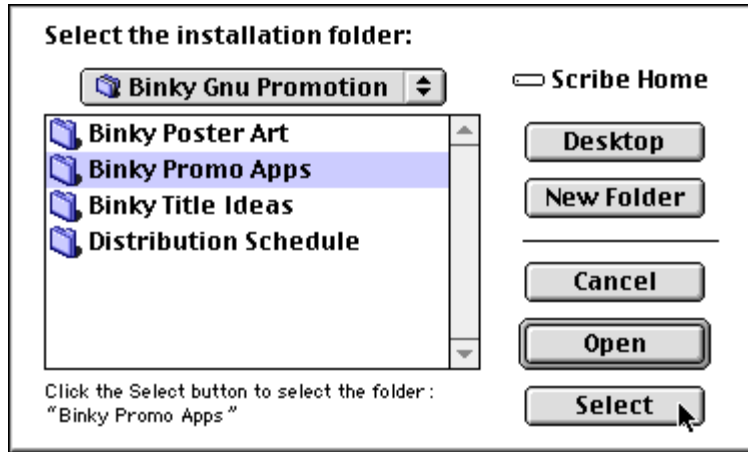 Select the installation folder:
Binky Gnu Promotion
Scribe Home
Binky Poster Art
Binky Promo Apps
Binky Title Ideas
Distribution Schedule
Desktop
New Folder
Cancel
Open
Select
Click the Select button to select the folder:
“Binky Promo Apps”